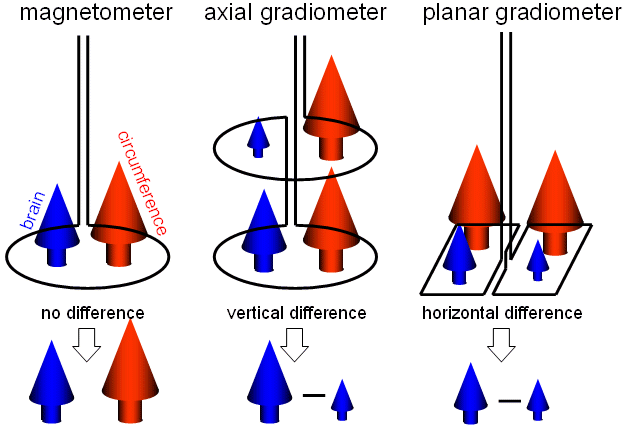 magnetometer
axial gradiometer
planar gradiometer
brain
circumference
no difference
vertical difference
horizontal difference